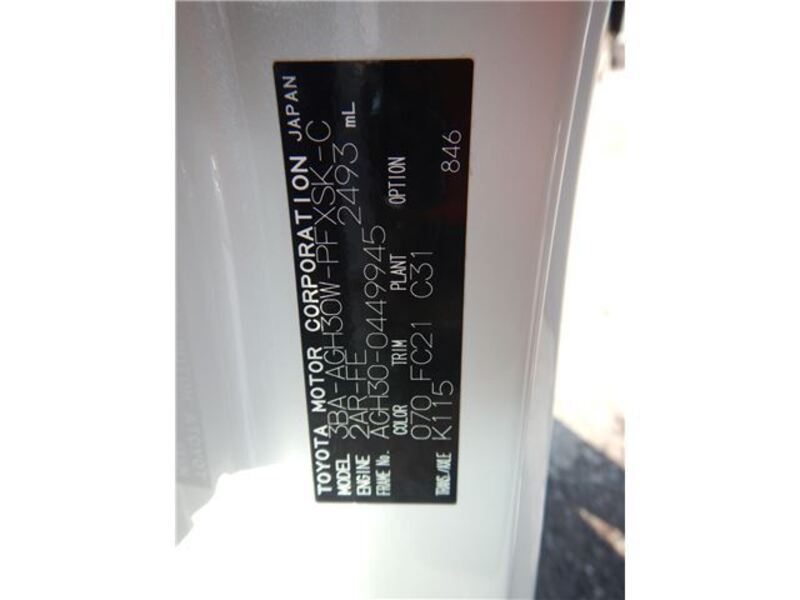 TOYOTA MOTOR CORPORATION JAPAN
MODEL 3BA-AGH30W-PFXSK-C
ENGINE 2AR-FE 2493 mL
FRAME No. AGH30-0449945
COLOR TRIM PLANT OPTION
070 FC21 C31
TRANS./AXLE K115 846